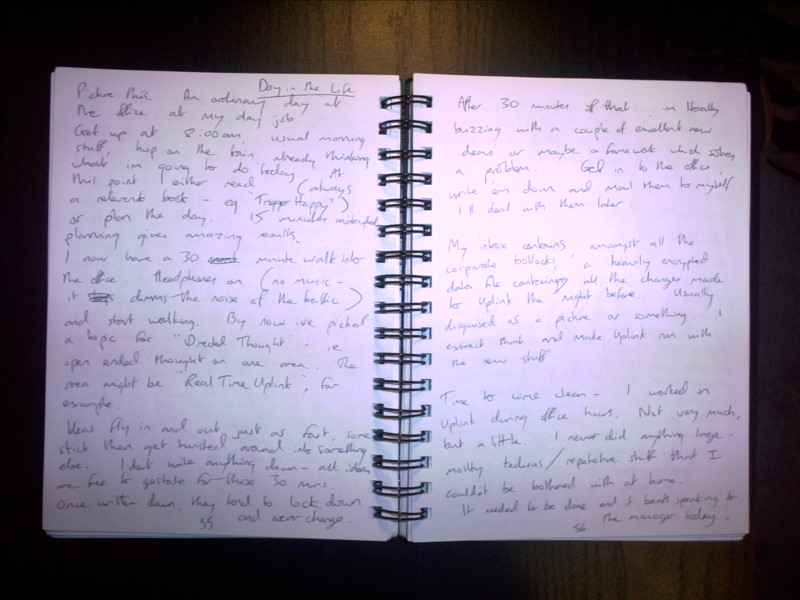 Day in the Life
Picture this. An ordinary day at
the office at my day job.
Get up at 8:00am, usual morning
stuff, hop on the train, already thinking
what im going to do today. At
this point I either read (always
a relevent book - eg "Trigger Happy")
or plan the day. 15 minutes uninterupted
planning gives amazing results.
I now have a 30 minute walk into
the office. Headphones on (no music -
it dims the noise of the traffic)
and start walking. By now ive picked
a topic for "Directed Thought" - ie
open ended thought on one area. The
area might be "Real Time Uplink", for
example.
Ideas fly in and out just as fast, some
stick then get twisted around into something
else. I dont write anything down - all ideas
are free to gestate for those 30 mins.
Once written down, they tend to lock down
and never change.
55
After 30 minutes of that, im literally
buzzing with a couple of excellent new
ideas or maybe a framework which solves
a problem. Get in to the office,
write em down and mail them to myself
I'll deal with them later.
My inbox contains, amongst all the
corporate bollocks, a heavily encrypted
data file containing all the changes made
to Uplink the night before. Usually
disguised as a picture or something. I
extract that and make Uplink run with
the new stuff.
Time to come clean - I worked on
Uplink during office hours. Not very much,
but a little. I never did anything large -
mostly tedious/repetetive stuff that I
couldnt be bothered with at home.
It needed to be done and it beats speaking to
the manager today.
56